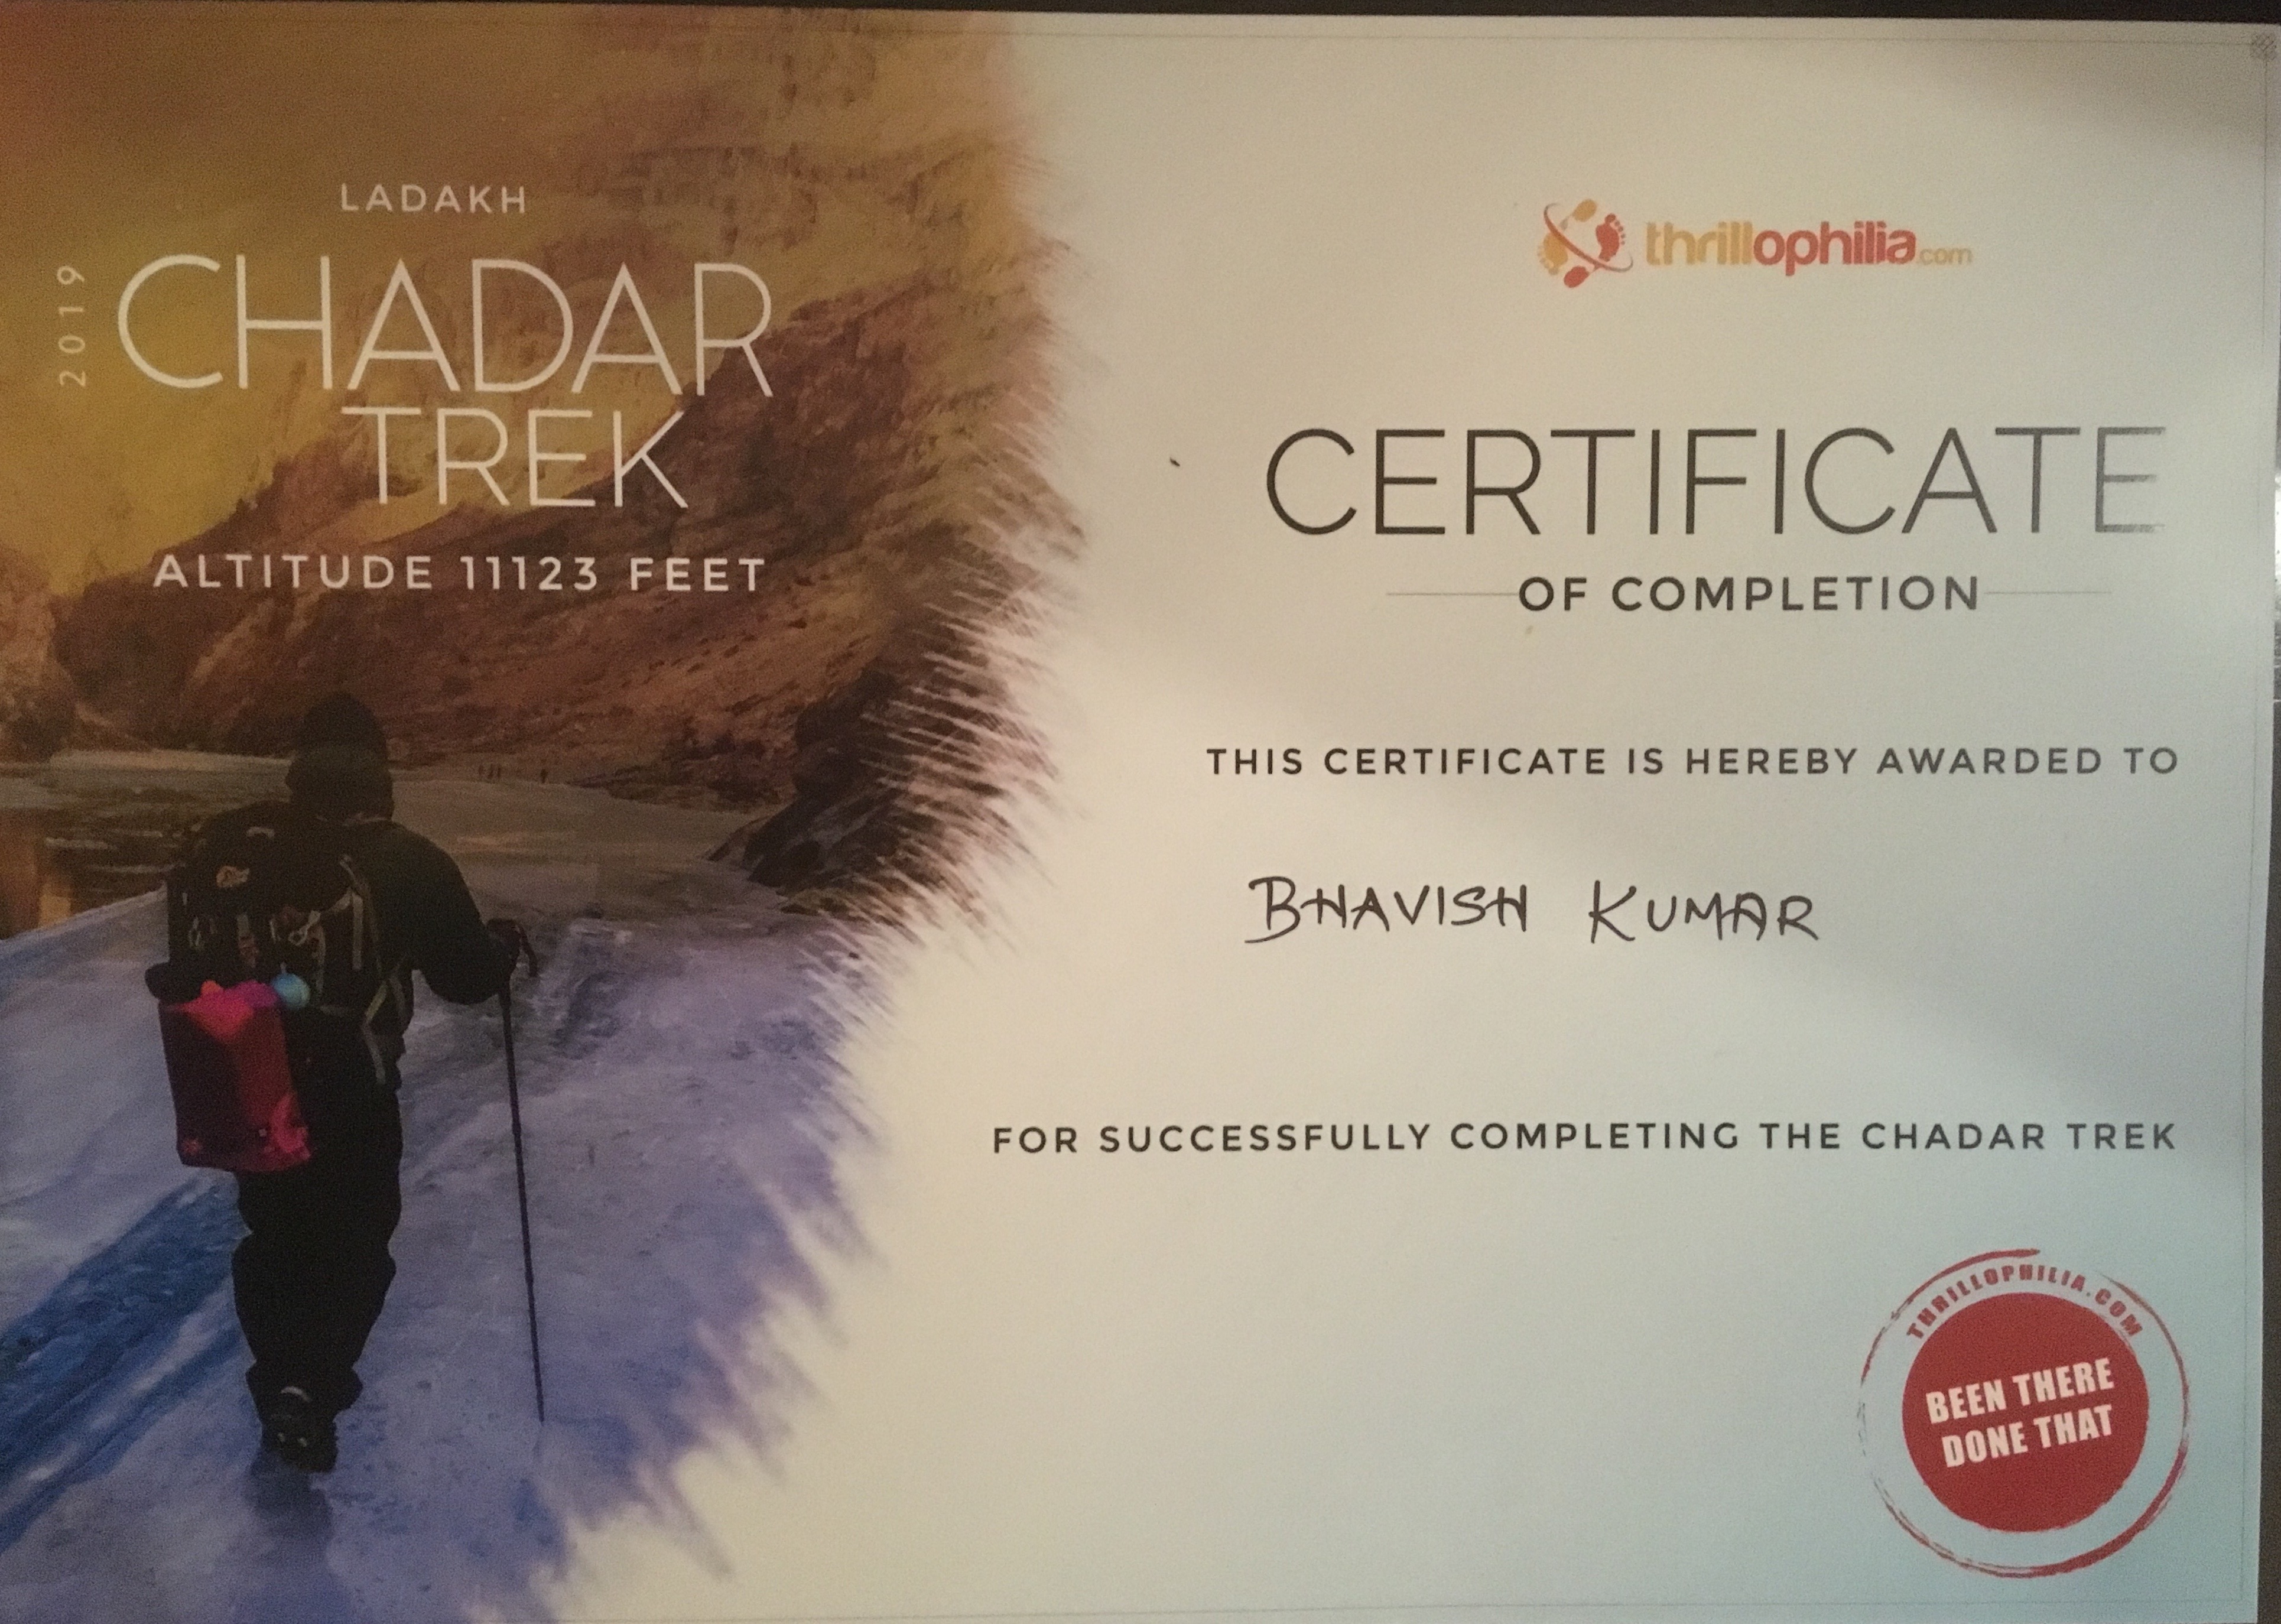 LADAKH
2019
CHADAR
TREK
ALTITUDE 11123 FEET
thrillophilia.com
CERTIFICATE
OF COMPLETION
THIS CERTIFICATE IS HEREBY AWARDED TO
BHAVISH KUMAR
FOR SUCCESSFULLY COMPLETING THE CHADAR TREK
THRILLOPHILIA.COM
BEEN THERE
DONE THAT